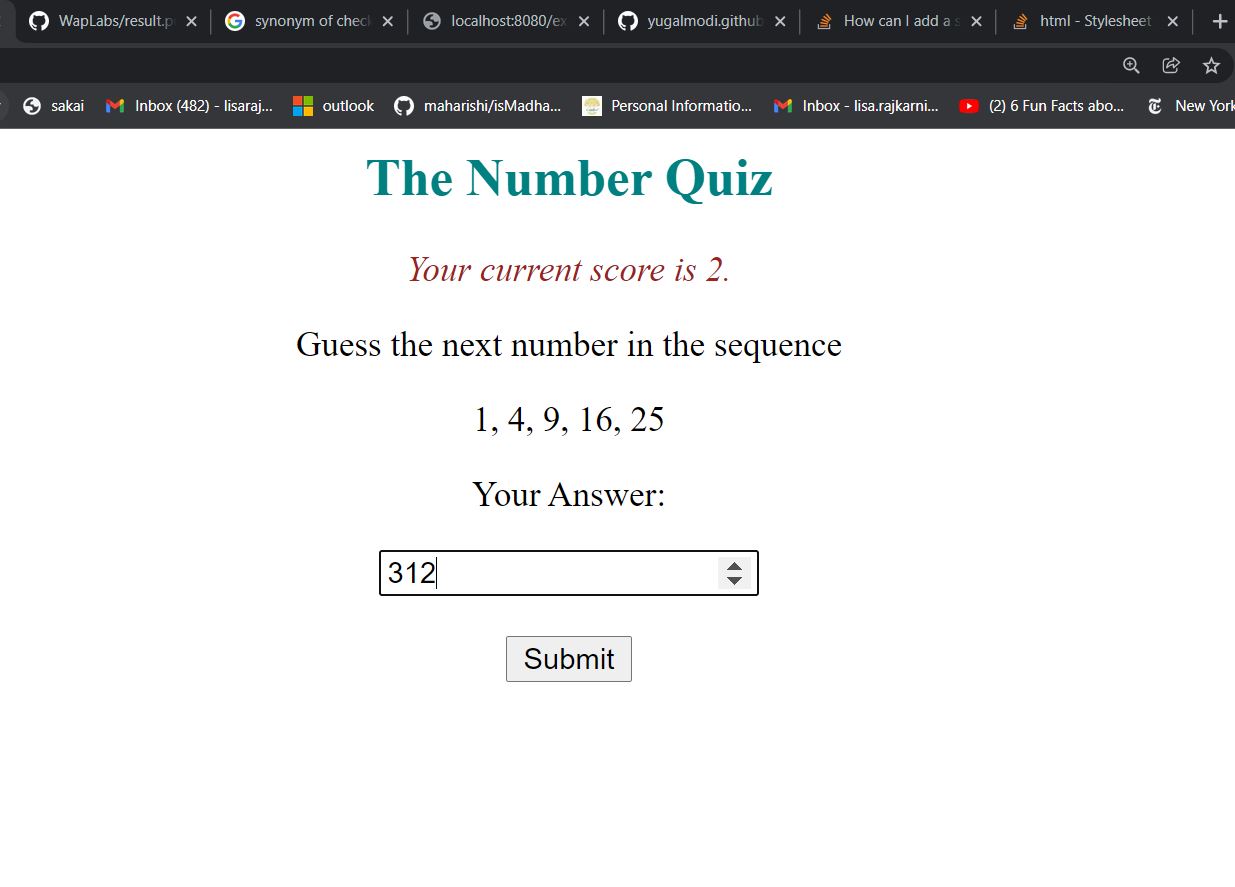 WapLabs/result.p
synonym of chec
localhost:8080/ex
yugalmodi.github
How can I add a s
html - Stylesheet
sakai
Inbox (482) - lisaraj...
outlook
maharishi/isMadha...
Personal Informatio...
Inbox - lisa.rajkarni...
(2) 6 Fun Facts abo...
New York
The Number Quiz
Your current score is 2.
Guess the next number in the sequence
1, 4, 9, 16, 25
Your Answer:
312
Submit